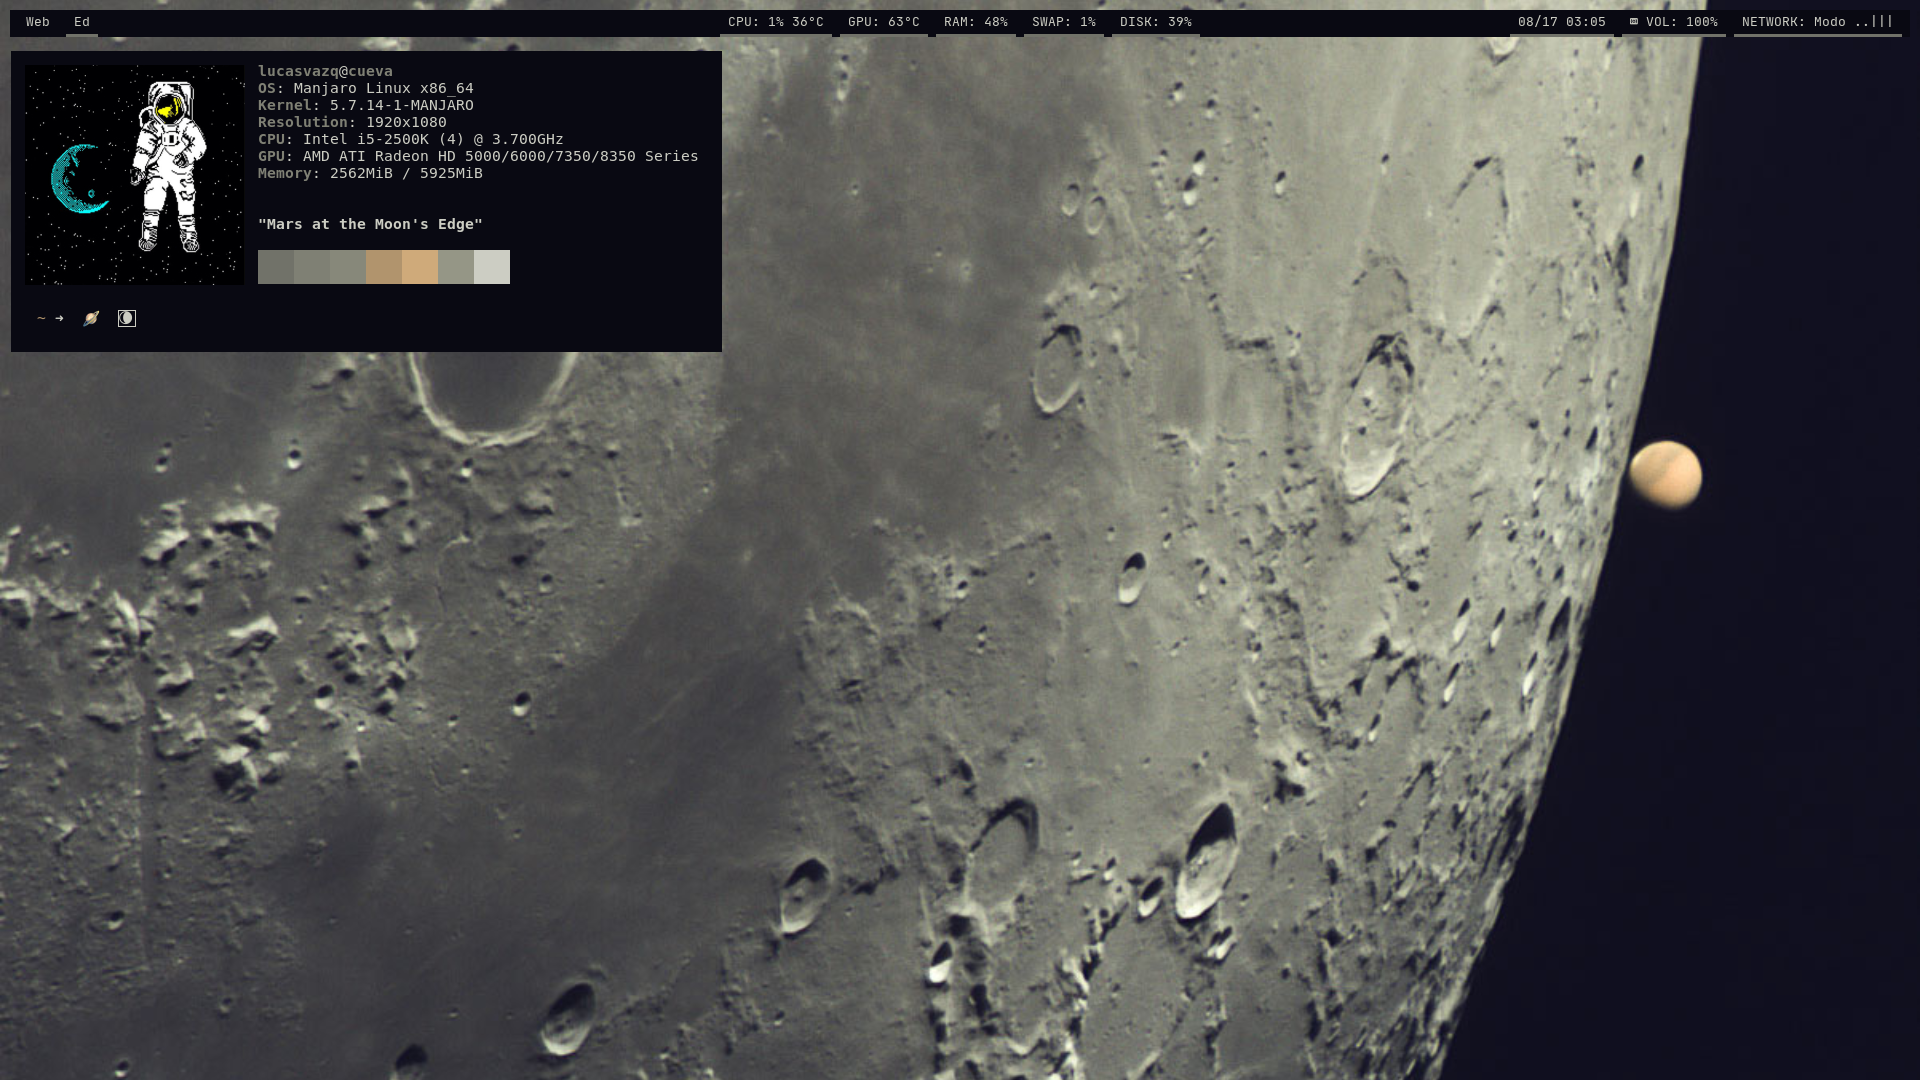 Web Ed CPU: 1% 36°C GPU: 63°C RAM: 48% SWAP: 1% DISK: 39% 08/17 03:05 VOL: 100% NETWORK: Modo ..|||
lucasvazq@cueva
OS: Manjaro Linux x86_64
Kernel: 5.7.14-1-MANJARO
Resolution: 1920x1080
CPU: Intel i5-2500K (4) @ 3.700GHz
GPU: AMD ATI Radeon HD 5000/6000/7350/8350 Series
Memory: 2562MiB / 5925MiB
"Mars at the Moon's Edge"
~ → 🪐